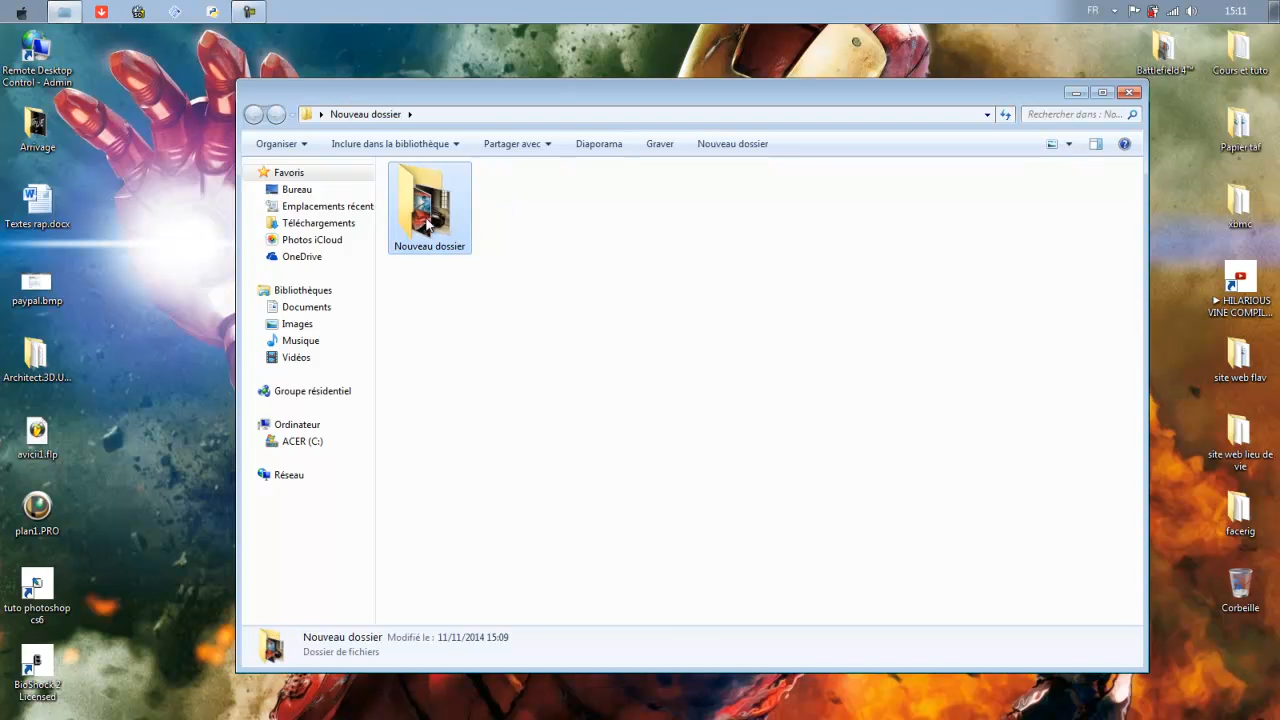 FR
15:11
Remote Desktop
Control - Admin
Arrivage
Textes rap.docx
paypal.bmp
Architect.3D.U...
avicii1.flp
plan1.PRO
tuto photoshop
cs6
BioShock 2
Licensed
Nouveau dossier
Rechercher dans : No...
Organiser
Inclure dans la bibliothèque
Partager avec
Diaporama
Graver
Nouveau dossier
Favoris
Bureau
Emplacements récent
Téléchargements
Photos iCloud
OneDrive
Bibliothèques
Documents
Images
Musique
Vidéos
Groupe résidentiel
Ordinateur
ACER (C:)
Réseau
Nouveau dossier
Nouveau dossier Modifié le : 11/11/2014 15:09
Dossier de fichiers
Battlefield 4™
Cours et tuto
Papier taf
xbmc
► HILARIOUS
VINE COMPIL...
site web flav
site web lieu de
vie
facerig
Corbeille